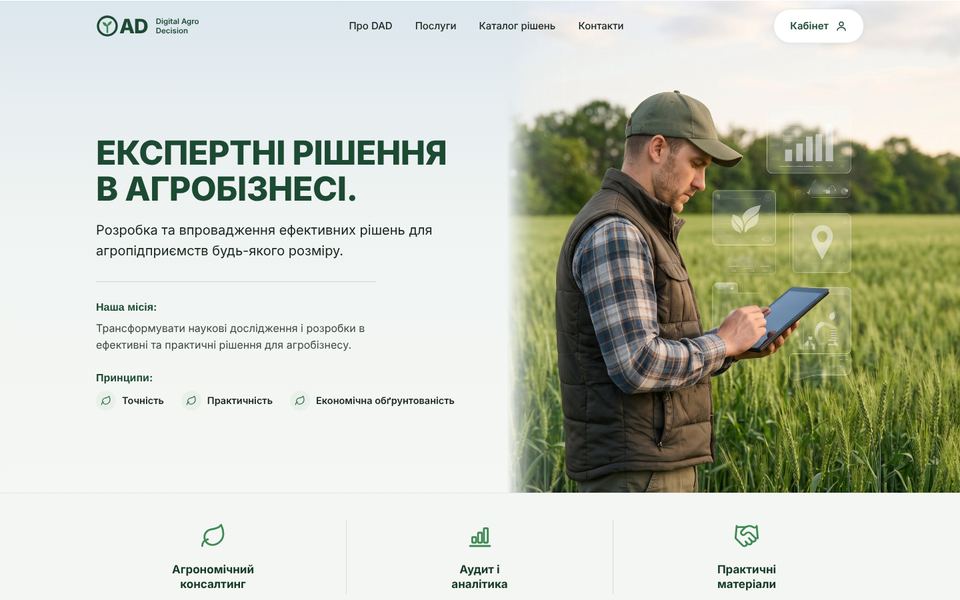 AD
Digital Agro
Decision
Про DAD
Послуги
Каталог рішень
Контакти
Кабінет
ЕКСПЕРТНІ РІШЕННЯ
В АГРОБІЗНЕСІ.
Розробка та впровадження ефективних рішень для
агропідприємств будь-якого розміру.
Наша місія:
Трансформувати наукові дослідження і розробки в
ефективні та практичні рішення для агробізнесу.
Принципи:
Точність
Практичність
Економічна обґрунтованість
Агрономічний
консалтинг
Аудит і
аналітика
Практичні
матеріали